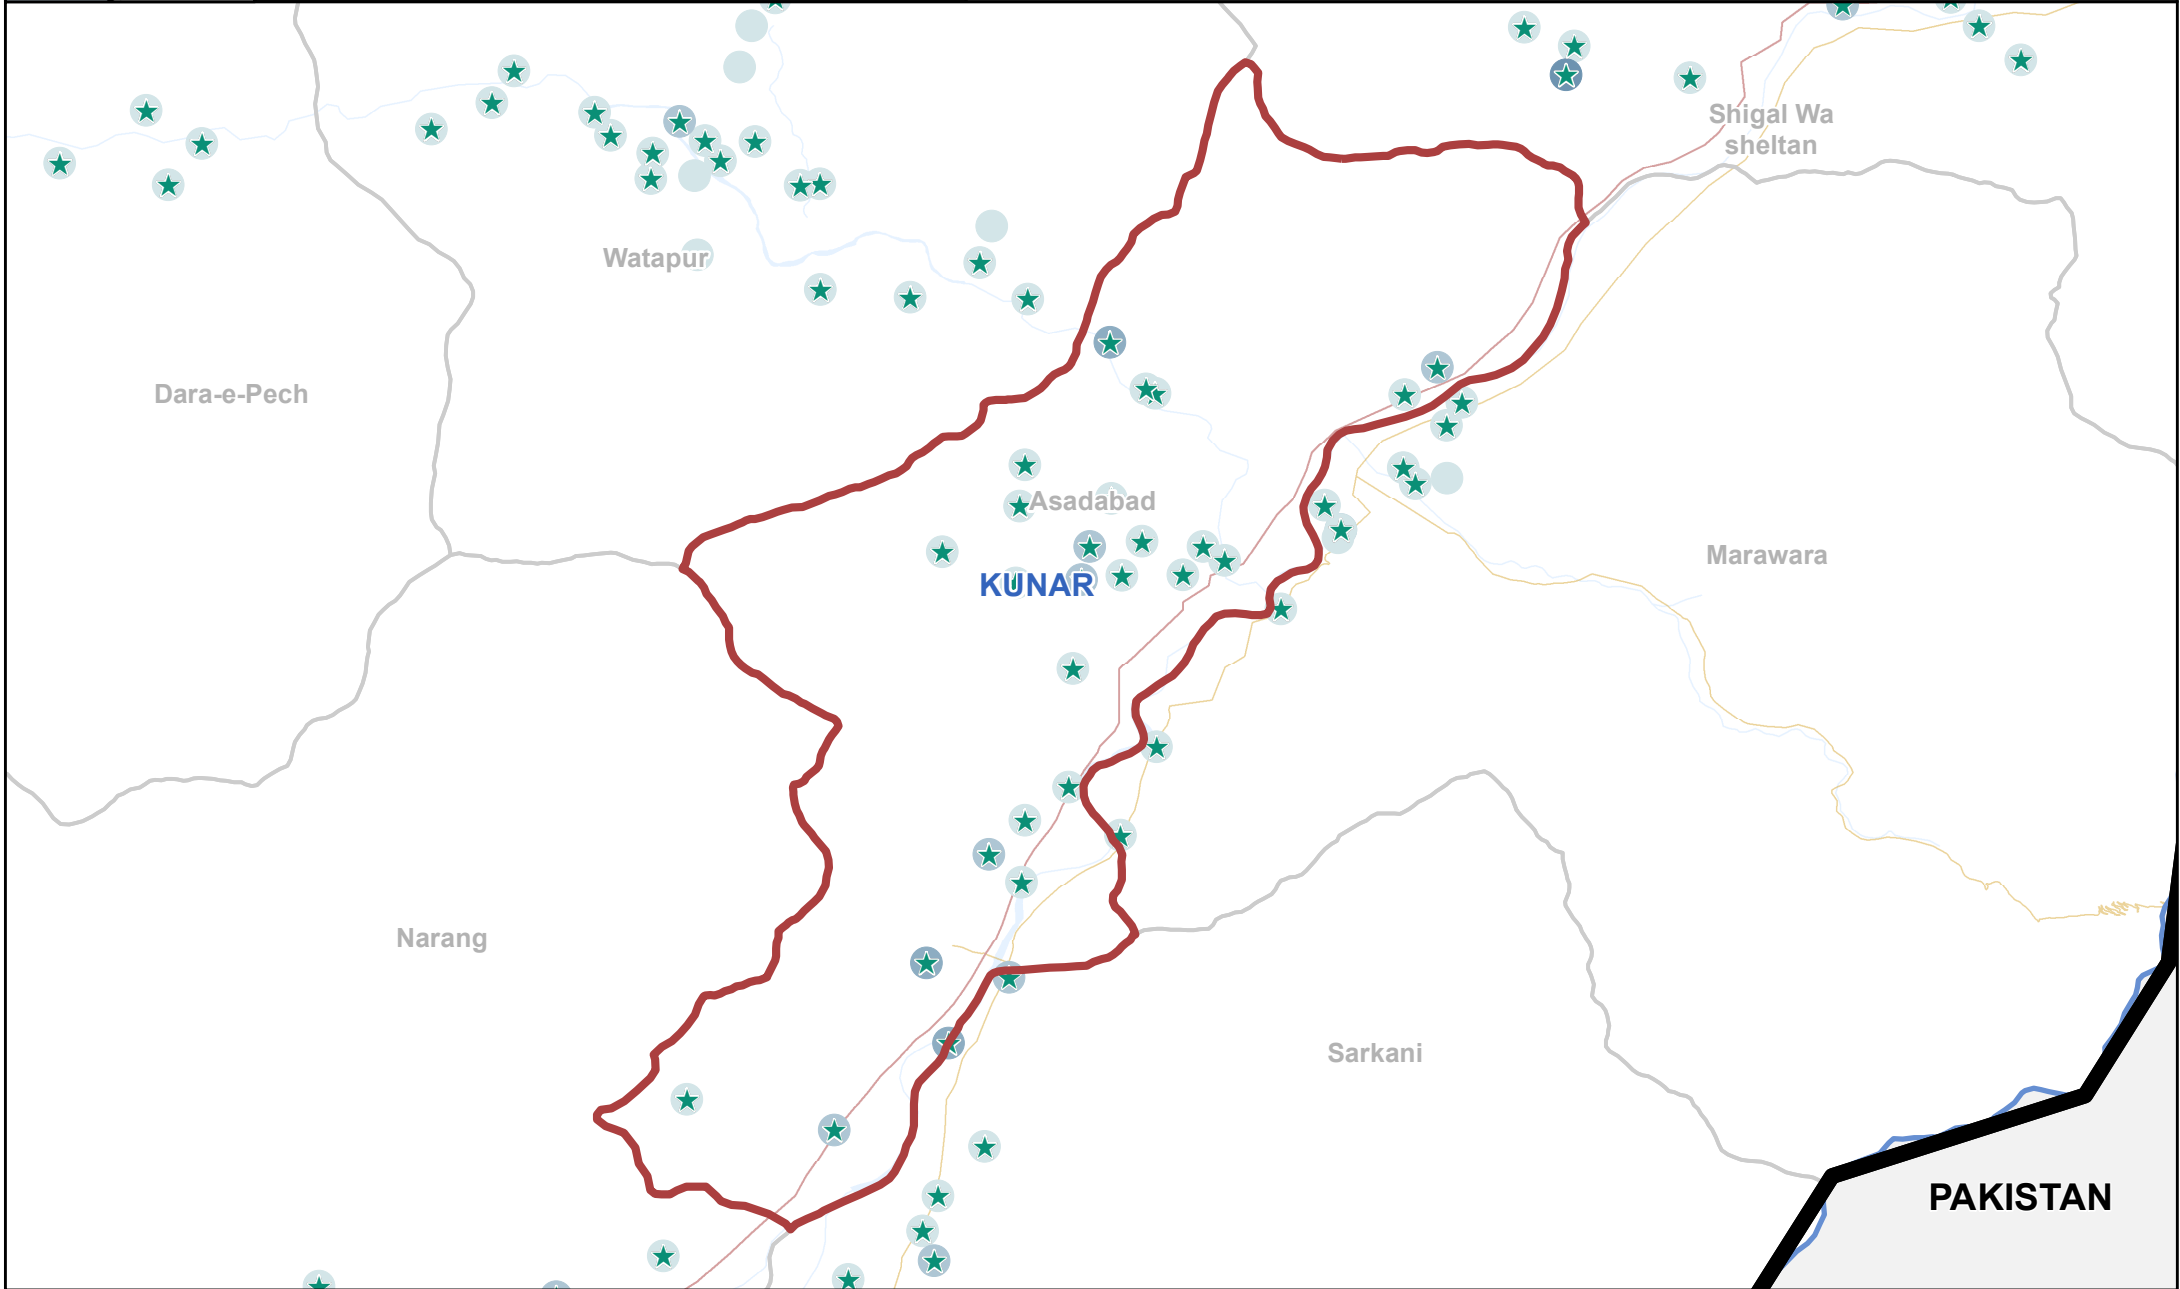 Shigal Wa
sheltan
Watapur
Dara-e-Pech
Asadabad
Marawara
KUNAR
Narang
Sarkani
PAKISTAN